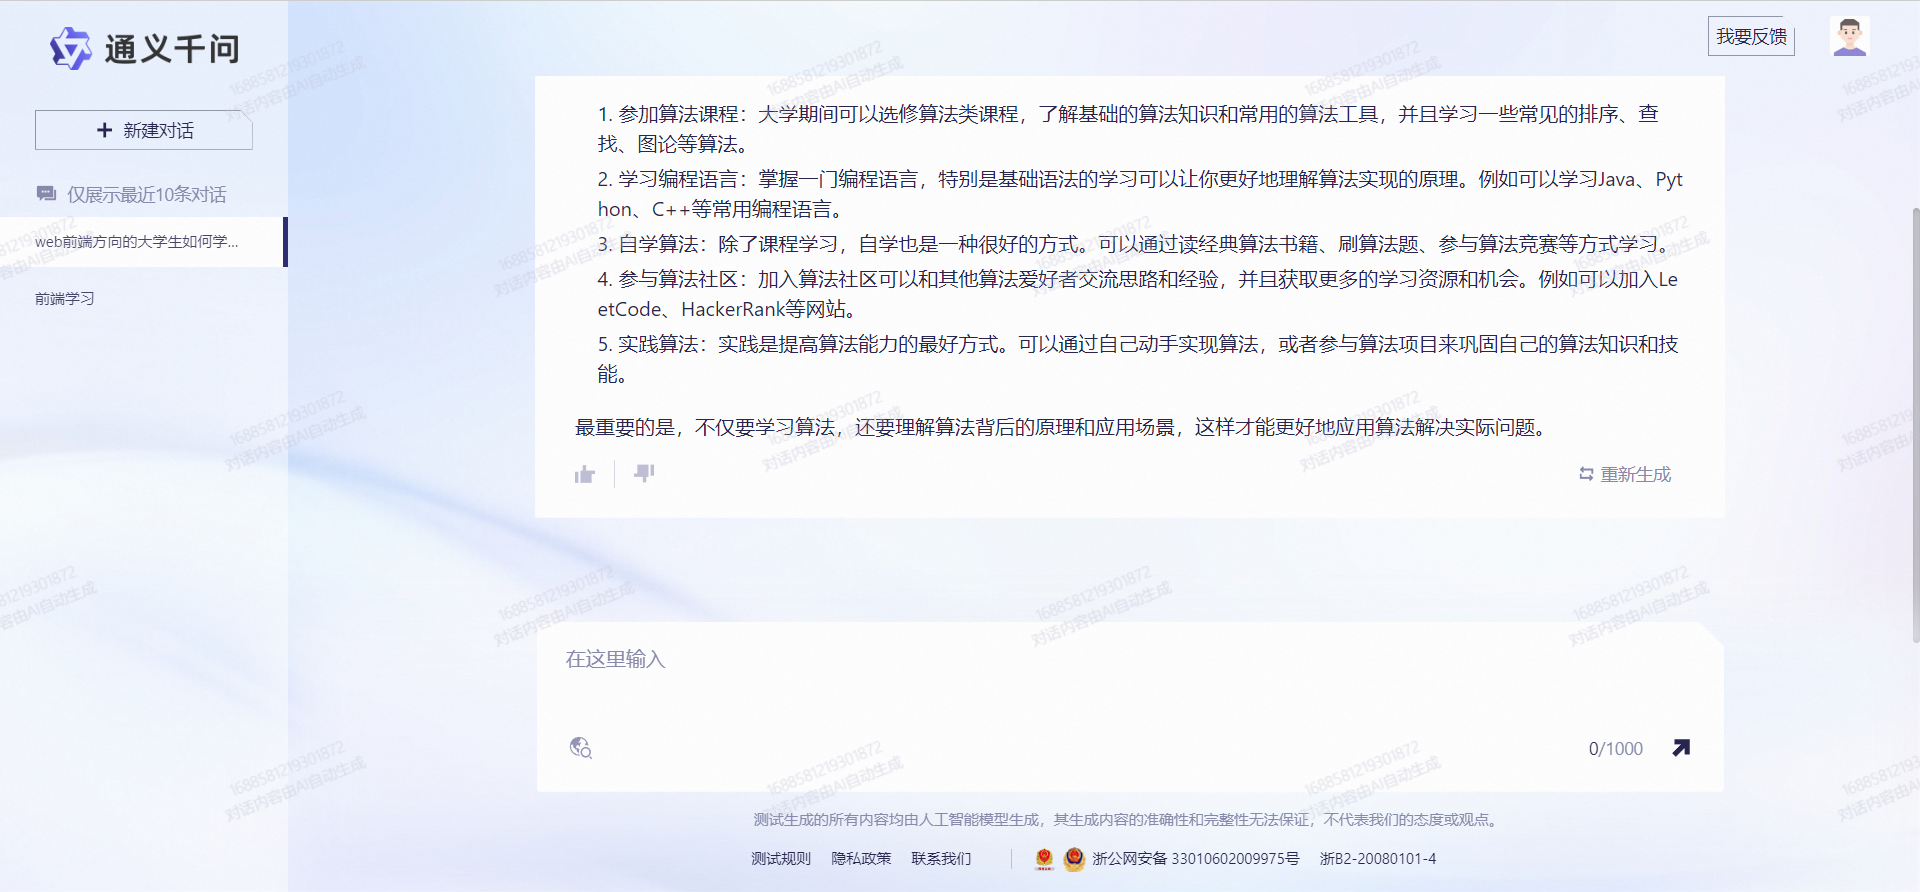 通义千问
我要反馈
新建对话
仅展示最近10条对话
web前端方向的大学生如何学...
前端学习
1. 参加算法课程：大学期间可以选修算法类课程，了解基础的算法知识和常用的算法工具，并且学习一些常见的排序、查
找、图论等算法。
2. 学习编程语言：掌握一门编程语言，特别是基础语法的学习可以让你更好地理解算法实现的原理。例如可以学习Java、Pyt
hon、C++等常用编程语言。
3. 自学算法：除了课程学习，自学也是一种很好的方式。可以通过读经典算法书籍、刷算法题、参与算法竞赛等方式学习。
4. 参与算法社区：加入算法社区可以和其他算法爱好者交流思路和经验，并且获取更多的学习资源和机会。例如可以加入Le
etCode、HackerRank等网站。
5. 实践算法：实践是提高算法能力的最好方式。可以通过自己动手实现算法，或者参与算法项目来巩固自己的算法知识和技
能。
最重要的是，不仅要学习算法，还要理解算法背后的原理和应用场景，这样才能更好地应用算法解决实际问题。
重新生成
在这里输入
0/1000
测试生成的所有内容均由人工智能模型生成，其生成内容的准确性和完整性无法保证，不代表我们的态度或观点。
测试规则 隐私政策 联系我们 浙公网安备 33010602009975号 浙B2-20080101-4
1688581219301872
对话内容由AI自动生成